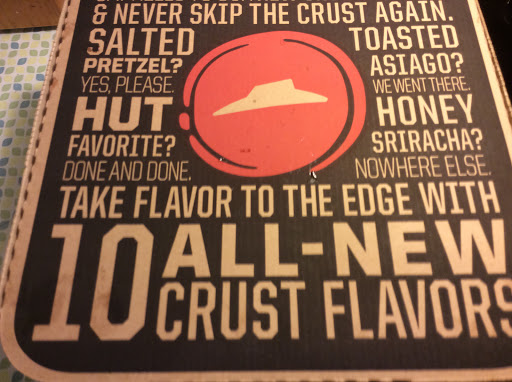 & NEVER SKIP THE CRUST AGAIN.
SALTED
PRETZEL?
YES, PLEASE.
HUT
FAVORITE?
DONE AND DONE.
TOASTED
ASIAGO?
WE WENT THERE.
HONEY
SRIRACHA?
NOWHERE ELSE.
TAKE FLAVOR TO THE EDGE WITH
10 ALL-NEW
CRUST FLAVORS